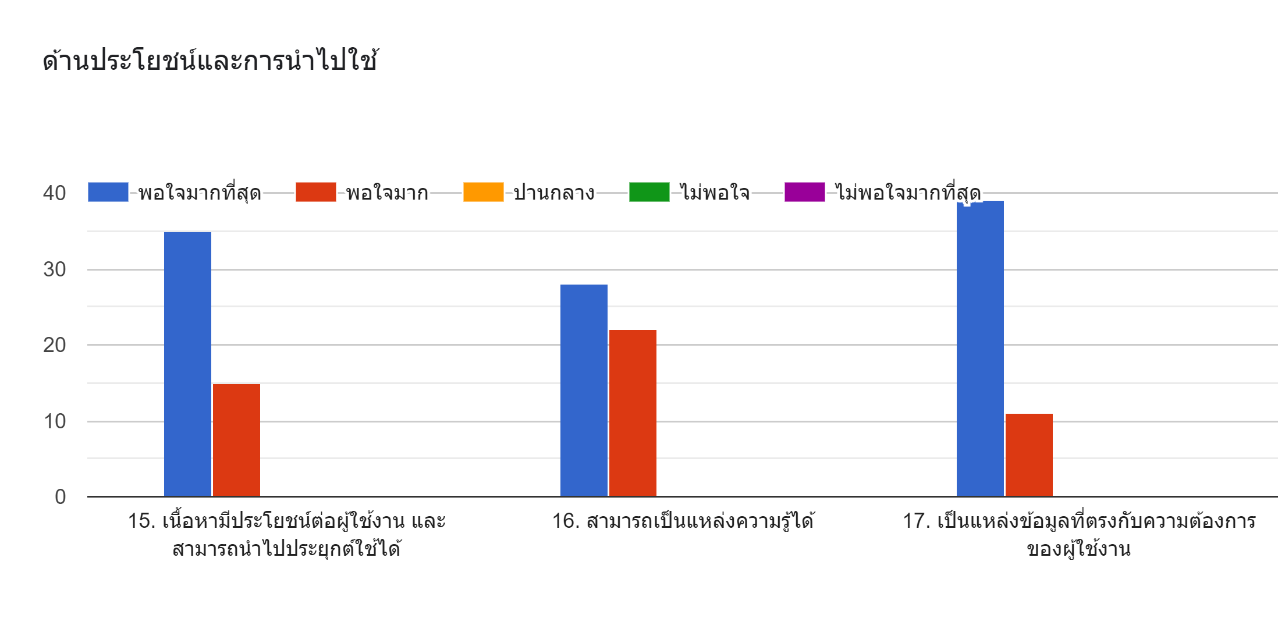 ด้านประโยชน์และการนำไปใช้
40 พอใจมากที่สุด พอใจมาก ปานกลาง ไม่พอใจ ไม่พอใจมากที่สุด
30
20
10
0
15. เนื้อหามีประโยชน์ต่อผู้ใช้งาน และ
สามารถนำไปประยุกต์ใช้ได้
16. สามารถเป็นแหล่งความรู้ได้
17. เป็นแหล่งข้อมูลที่ตรงกับความต้องการ
ของผู้ใช้งาน